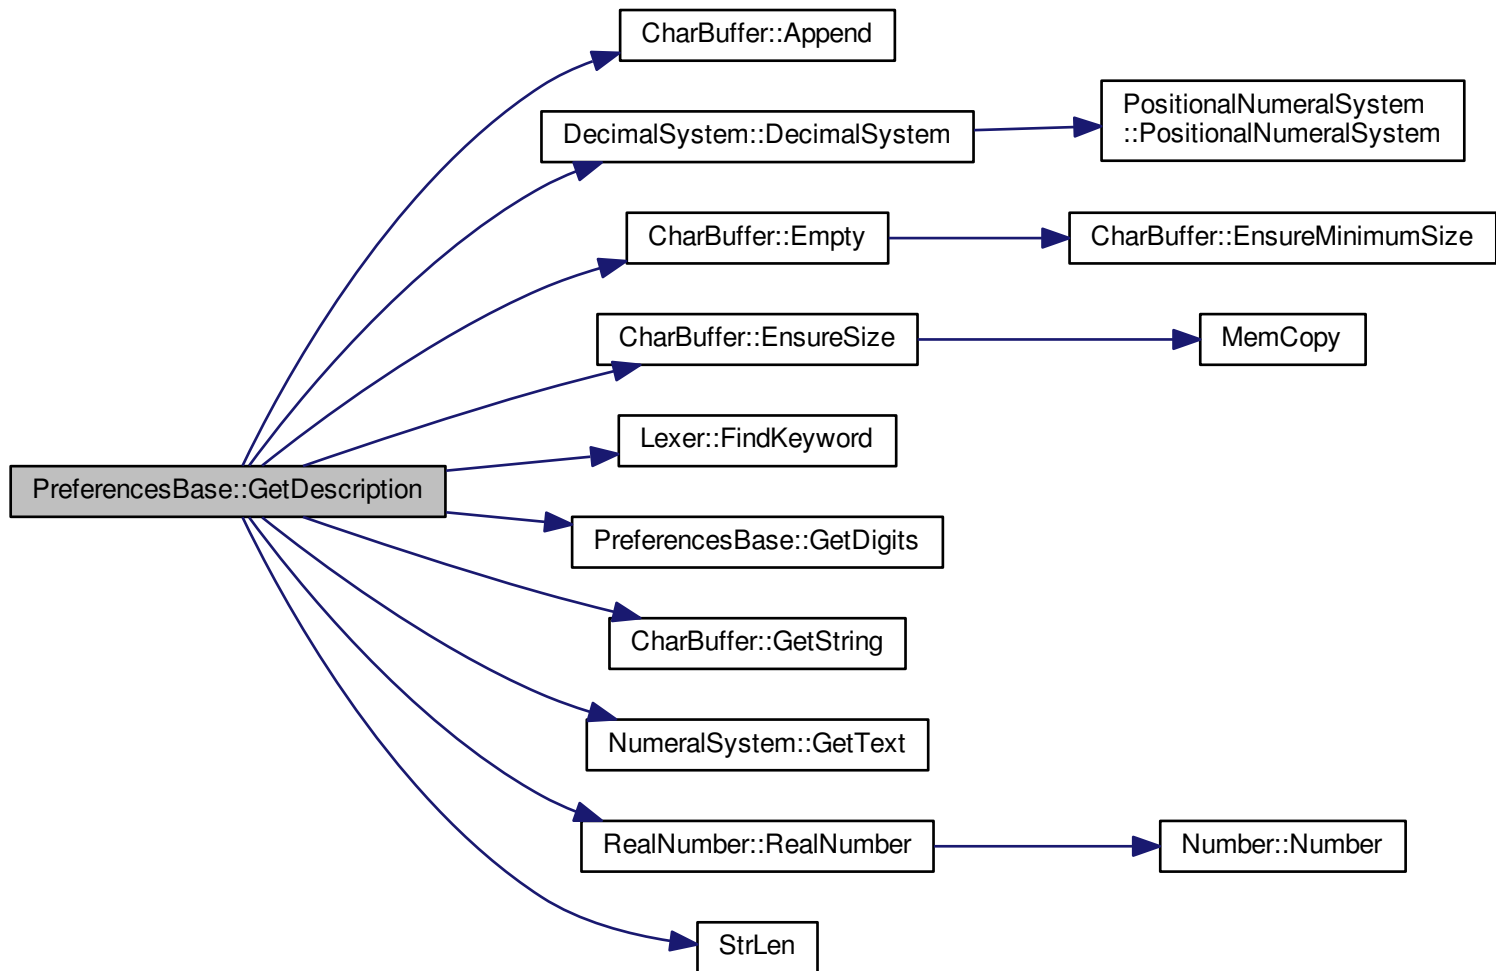 CharBuffer::Append
DecimalSystem::DecimalSystem
PositionalNumeralSystem
::PositionalNumeralSystem
CharBuffer::Empty
CharBuffer::EnsureMinimumSize
CharBuffer::EnsureSize
MemCopy
Lexer::FindKeyword
PreferencesBase::GetDescription
PreferencesBase::GetDigits
CharBuffer::GetString
NumeralSystem::GetText
RealNumber::RealNumber
Number::Number
StrLen